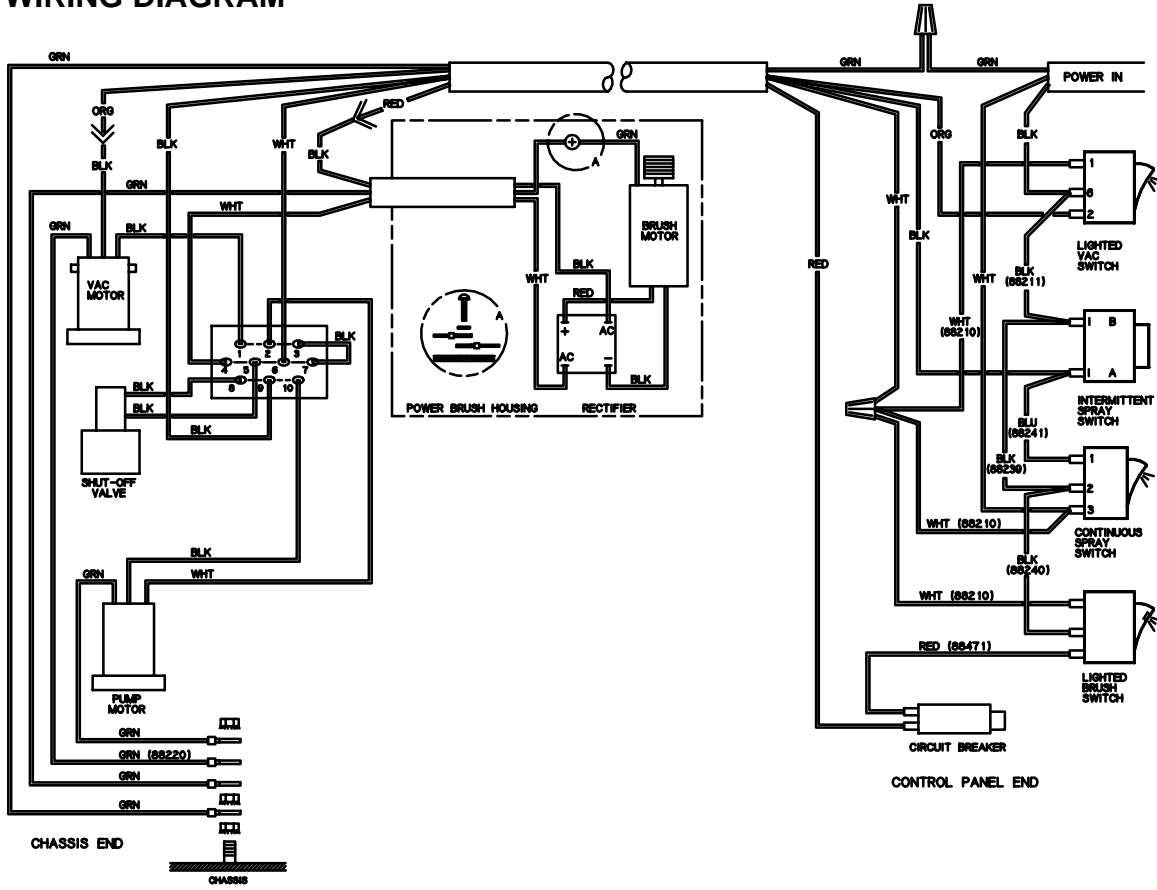 WIRING DIAGRAM
GRN
GRN
GRN
POWER IN
ORG
RED
BLK
BLK
WHT
BLK
GRN
A
ORG
BLK
1
6
2
GRN
WHT
GRN
BLK
WHT
BLK
WHT
BRUSH
MOTOR
LIGHTED
VAC
SWITCH
VAC
MOTOR
BLK
WHT
RED
RED
BLK
(88211)
WHT
(88210)
A
+
AC
AC
–
BLK
1
2
3
4
5
6
7
8
9
10
BLK
I
B
I
A
INTERMITTENT
SPRAY
SWITCH
BLK
BLK
BLK
POWER BRUSH HOUSING
RECTIFIER
BLU
(88241)
BLK
(88239)
1
2
3
SHUT-OFF
VALVE
WHT (88210)
CONTINUOUS
SPRAY
SWITCH
BLK
GRN
WHT
BLK
(88240)
WHT (88210)
RED (88471)
LIGHTED
BRUSH
SWITCH
PUMP
MOTOR
GRN
GRN (88220)
GRN
GRN
CIRCUIT BREAKER
CONTROL PANEL END
CHASSIS END
CHASSIS